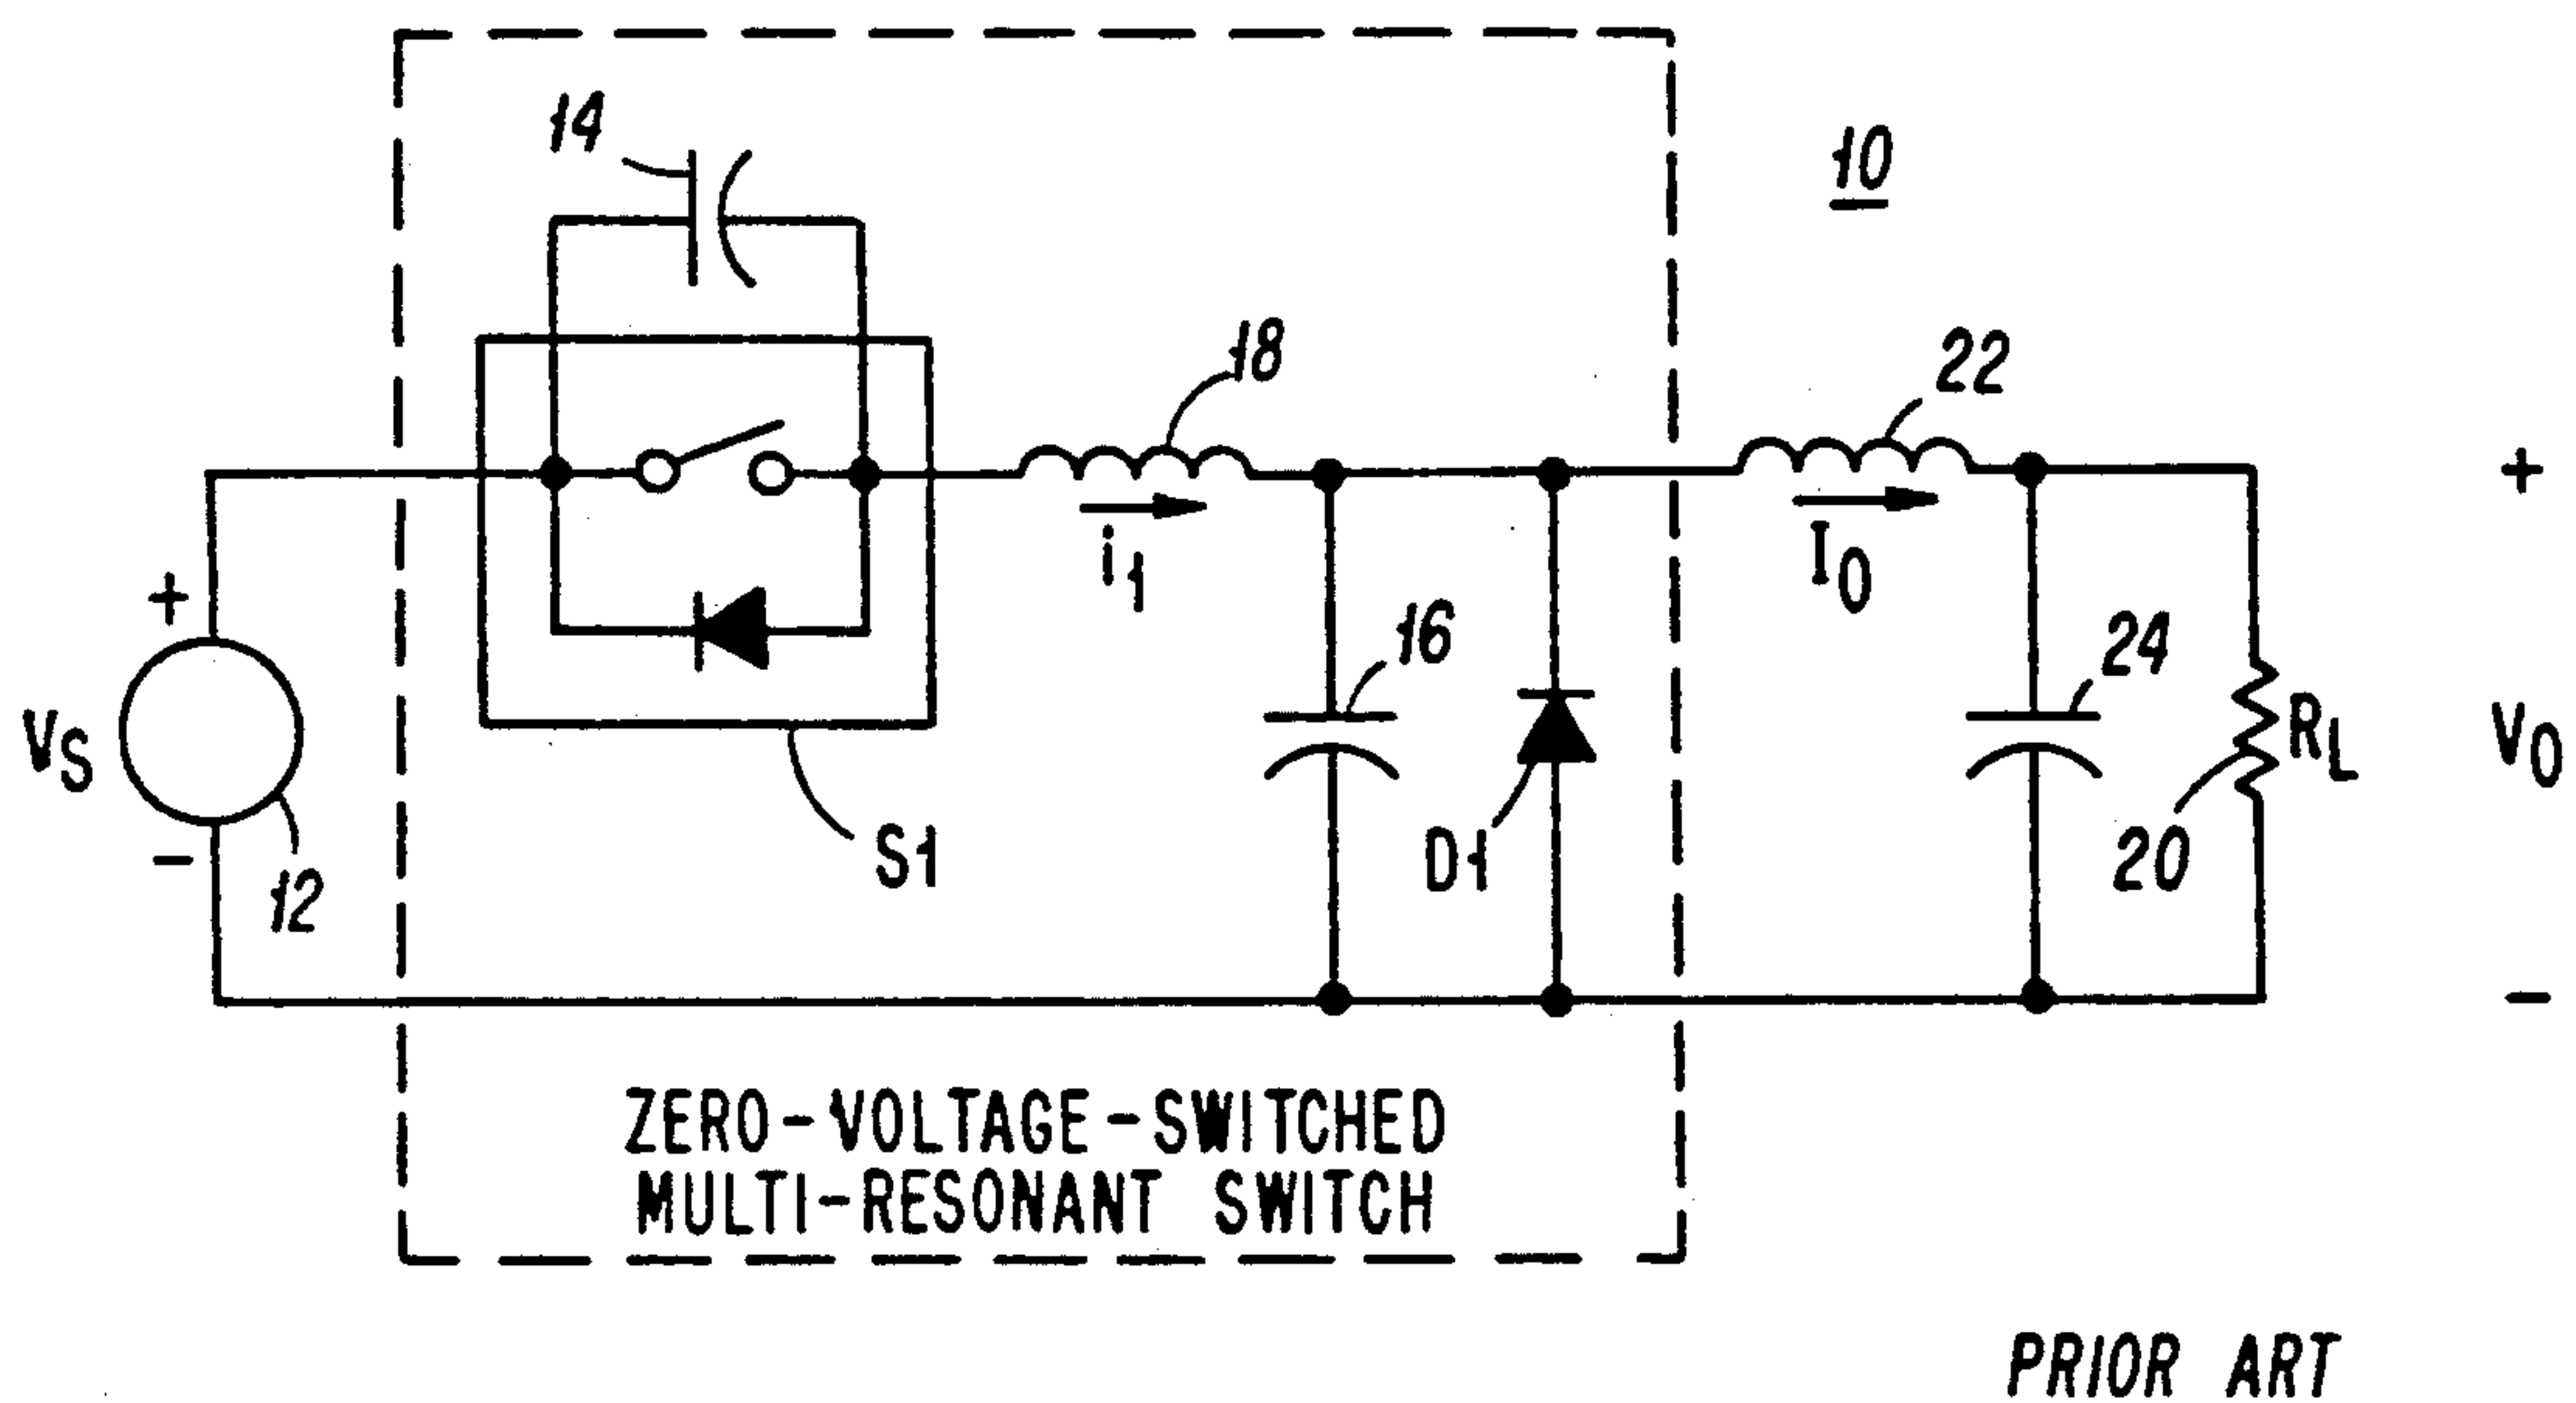 14
10
18
22
i1
I0
+
+
16
24
VS
RL
V0
S1
D1
20
-
12
-
ZERO-VOLTAGE-SWITCHED
MULTI-RESONANT SWITCH
PRIOR ART